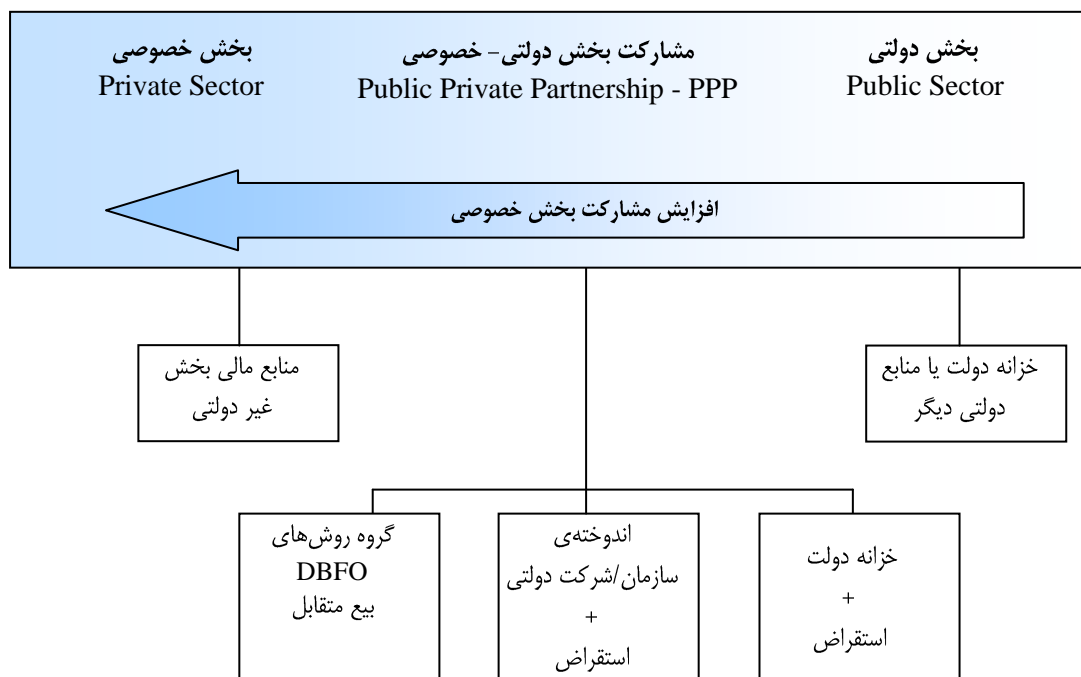 بخش دولتی
Public Sector
مشارکت بخش دولتی- خصوصی
Public Private Partnership - PPP
بخش خصوصی
Private Sector
افزایش مشارکت بخش خصوصی
خزانه دولت یا منابع
دولتی دیگر
منابع مالی بخش
غیر دولتی
خزانه دولت
+
استقراض
اندوخته‌ی
سازمان/شرکت دولتی
+
استقراض
گروه روش‌های
DBFO
بیع متقابل